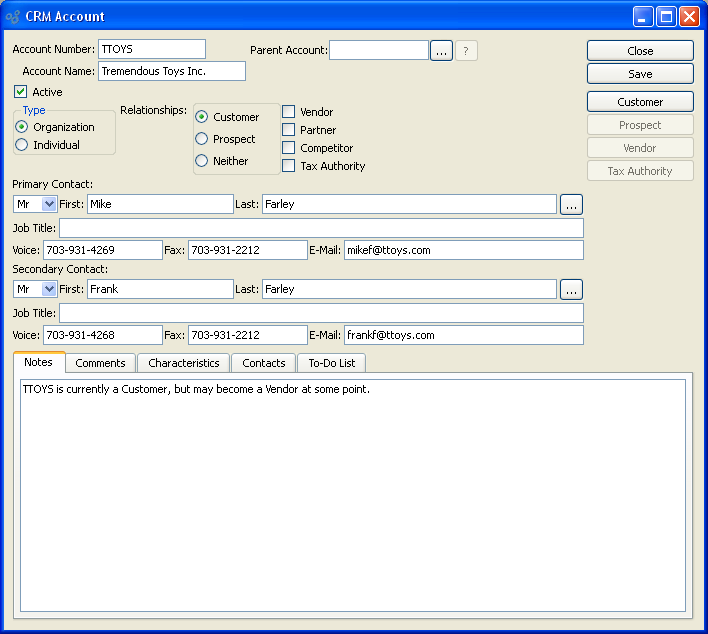 CRM Account
Account Number: TTOYS Parent Account: ... ? Close
Account Name: Tremendous Toys Inc. Save
Active
Type Relationships: Customer Vendor Customer
Organization Prospect Partner Prospect
Individual Neither Competitor Vendor
Tax Authority Tax Authority
Primary Contact:
Mr First: Mike Last: Farley ...
Job Title:
Voice: 703-931-4269 Fax: 703-931-2212 E-Mail: mikef@ttoys.com
Secondary Contact:
Mr First: Frank Last: Farley ...
Job Title:
Voice: 703-931-4268 Fax: 703-931-2212 E-Mail: frankf@ttoys.com
Notes Comments Characteristics Contacts To-Do List
TTOYS is currently a Customer, but may become a Vendor at some point.